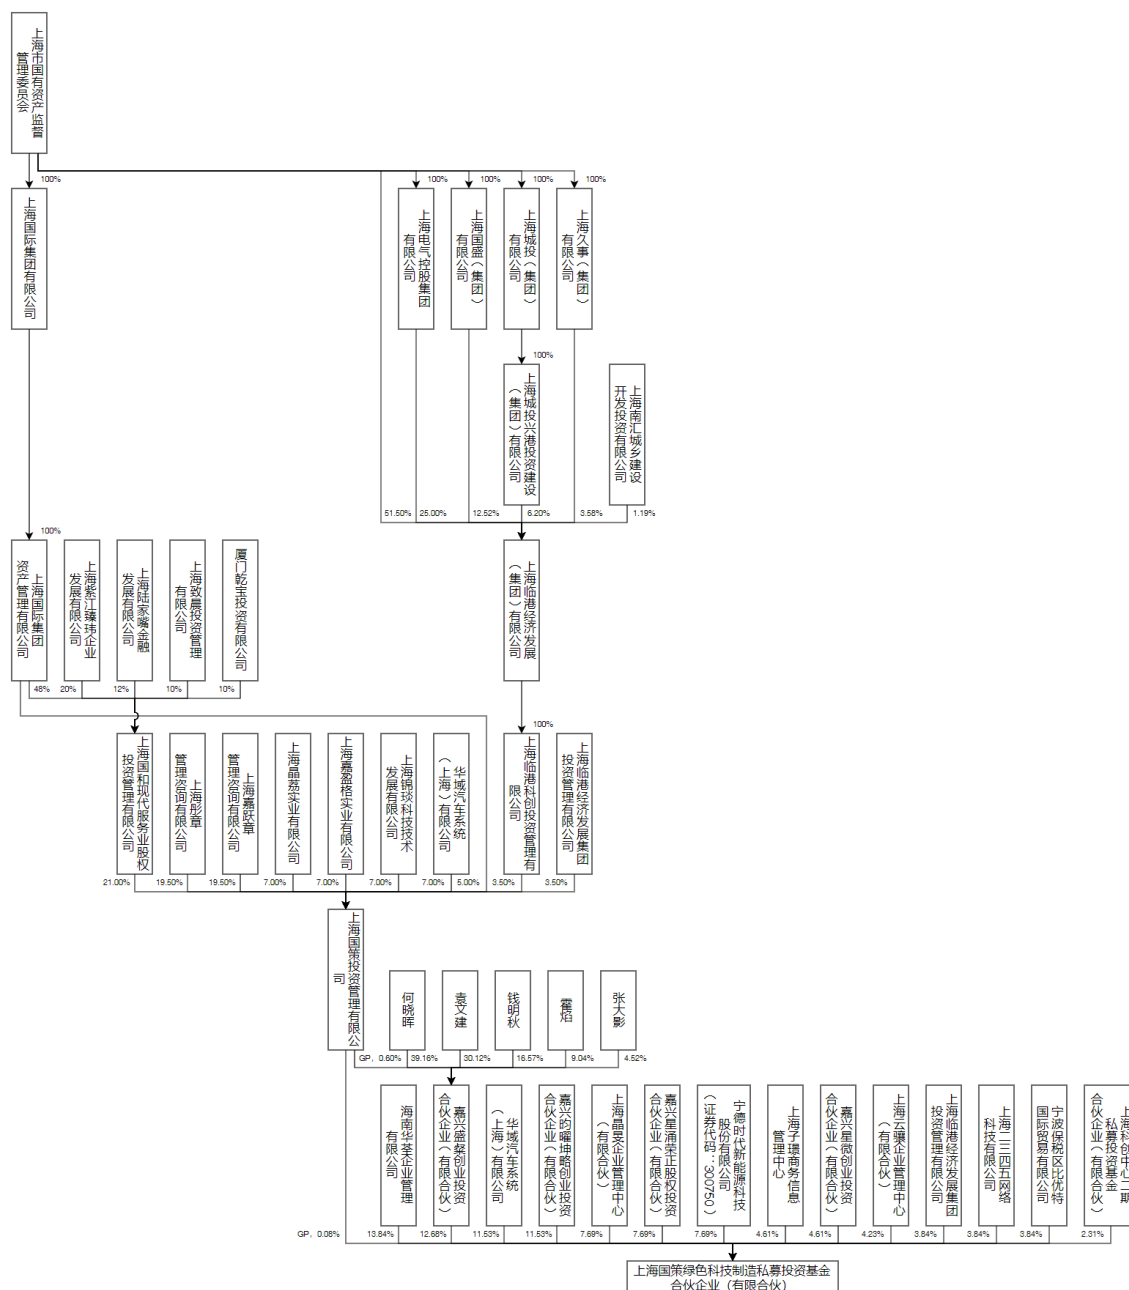 上海市国有资产监督
管理委员会
100%
100%
100%
100%
100%
上海国际集团有限公司
上海电气控股集团
有限公司
上海国盛（集团）
有限公司
上海城投（集团）
有限公司
上海久事（集团）
有限公司
100%
上海城投兴港投资建设
（集团）有限公司
上海南汇城乡建设
开发投资有限公司
51.50%
25.00%
12.52%
6.20%
3.58%
1.19%
100%
上海国际集团
资产管理有限公司
上海紫江臻玮企业
发展有限公司
上海陆家嘴金融
发展有限公司
上海致晨投资管理
有限公司
厦门乾宝投资有限公司
上海临港经济发展
（集团）有限公司
48%
20%
12%
10%
10%
100%
上海国和现代服务业股权
投资管理有限公司
上海彤章
管理咨询有限公司
上海嘉跃章
管理咨询有限公司
上海晶荔实业有限公司
上海嘉盈格实业有限公司
上海锦琰科技技术
发展有限公司
华域汽车系统
（上海）有限公司
上海临港科创投资管理有
限公司
上海临港经济发展集团
投资管理有限公司
21.00%
19.50%
19.50%
7.00%
7.00%
7.00%
7.00%
5.00%
3.50%
3.50%
上海国策投资管理有限公
司
何晓晖
袁文建
钱明秋
霍焰
张大影
GP，0.60%
39.16%
30.12%
16.57%
9.04%
4.52%
海南华荃企业管理
有限公司
嘉兴盛粲创业投资
合伙企业（有限合伙）
华域汽车系统
（上海）有限公司
嘉兴昀曜坤略创业投资
合伙企业（有限合伙）
上海晶旻企业管理中心
（有限合伙）
嘉兴星涌荣正股权投资
合伙企业（有限合伙）
宁德时代新能源科技
股份有限公司
（证券代码：300750）
上海子璟商务信息
管理中心
嘉兴星微创业投资
合伙企业（有限合伙）
上海云骧企业管理中心
（有限合伙）
上海临港经济发展集团
投资管理有限公司
上海二三四五网络
科技有限公司
宁波保税区比优特
国际贸易有限公司
上海科创中心二期
私募投资基金
合伙企业（有限合伙）
GP，0.08%
13.84%
12.68%
11.53%
11.53%
7.69%
7.69%
7.69%
4.61%
4.61%
4.23%
3.84%
3.84%
3.84%
2.31%
上海国策绿色科技制造私募投资基金
合伙企业（有限合伙）